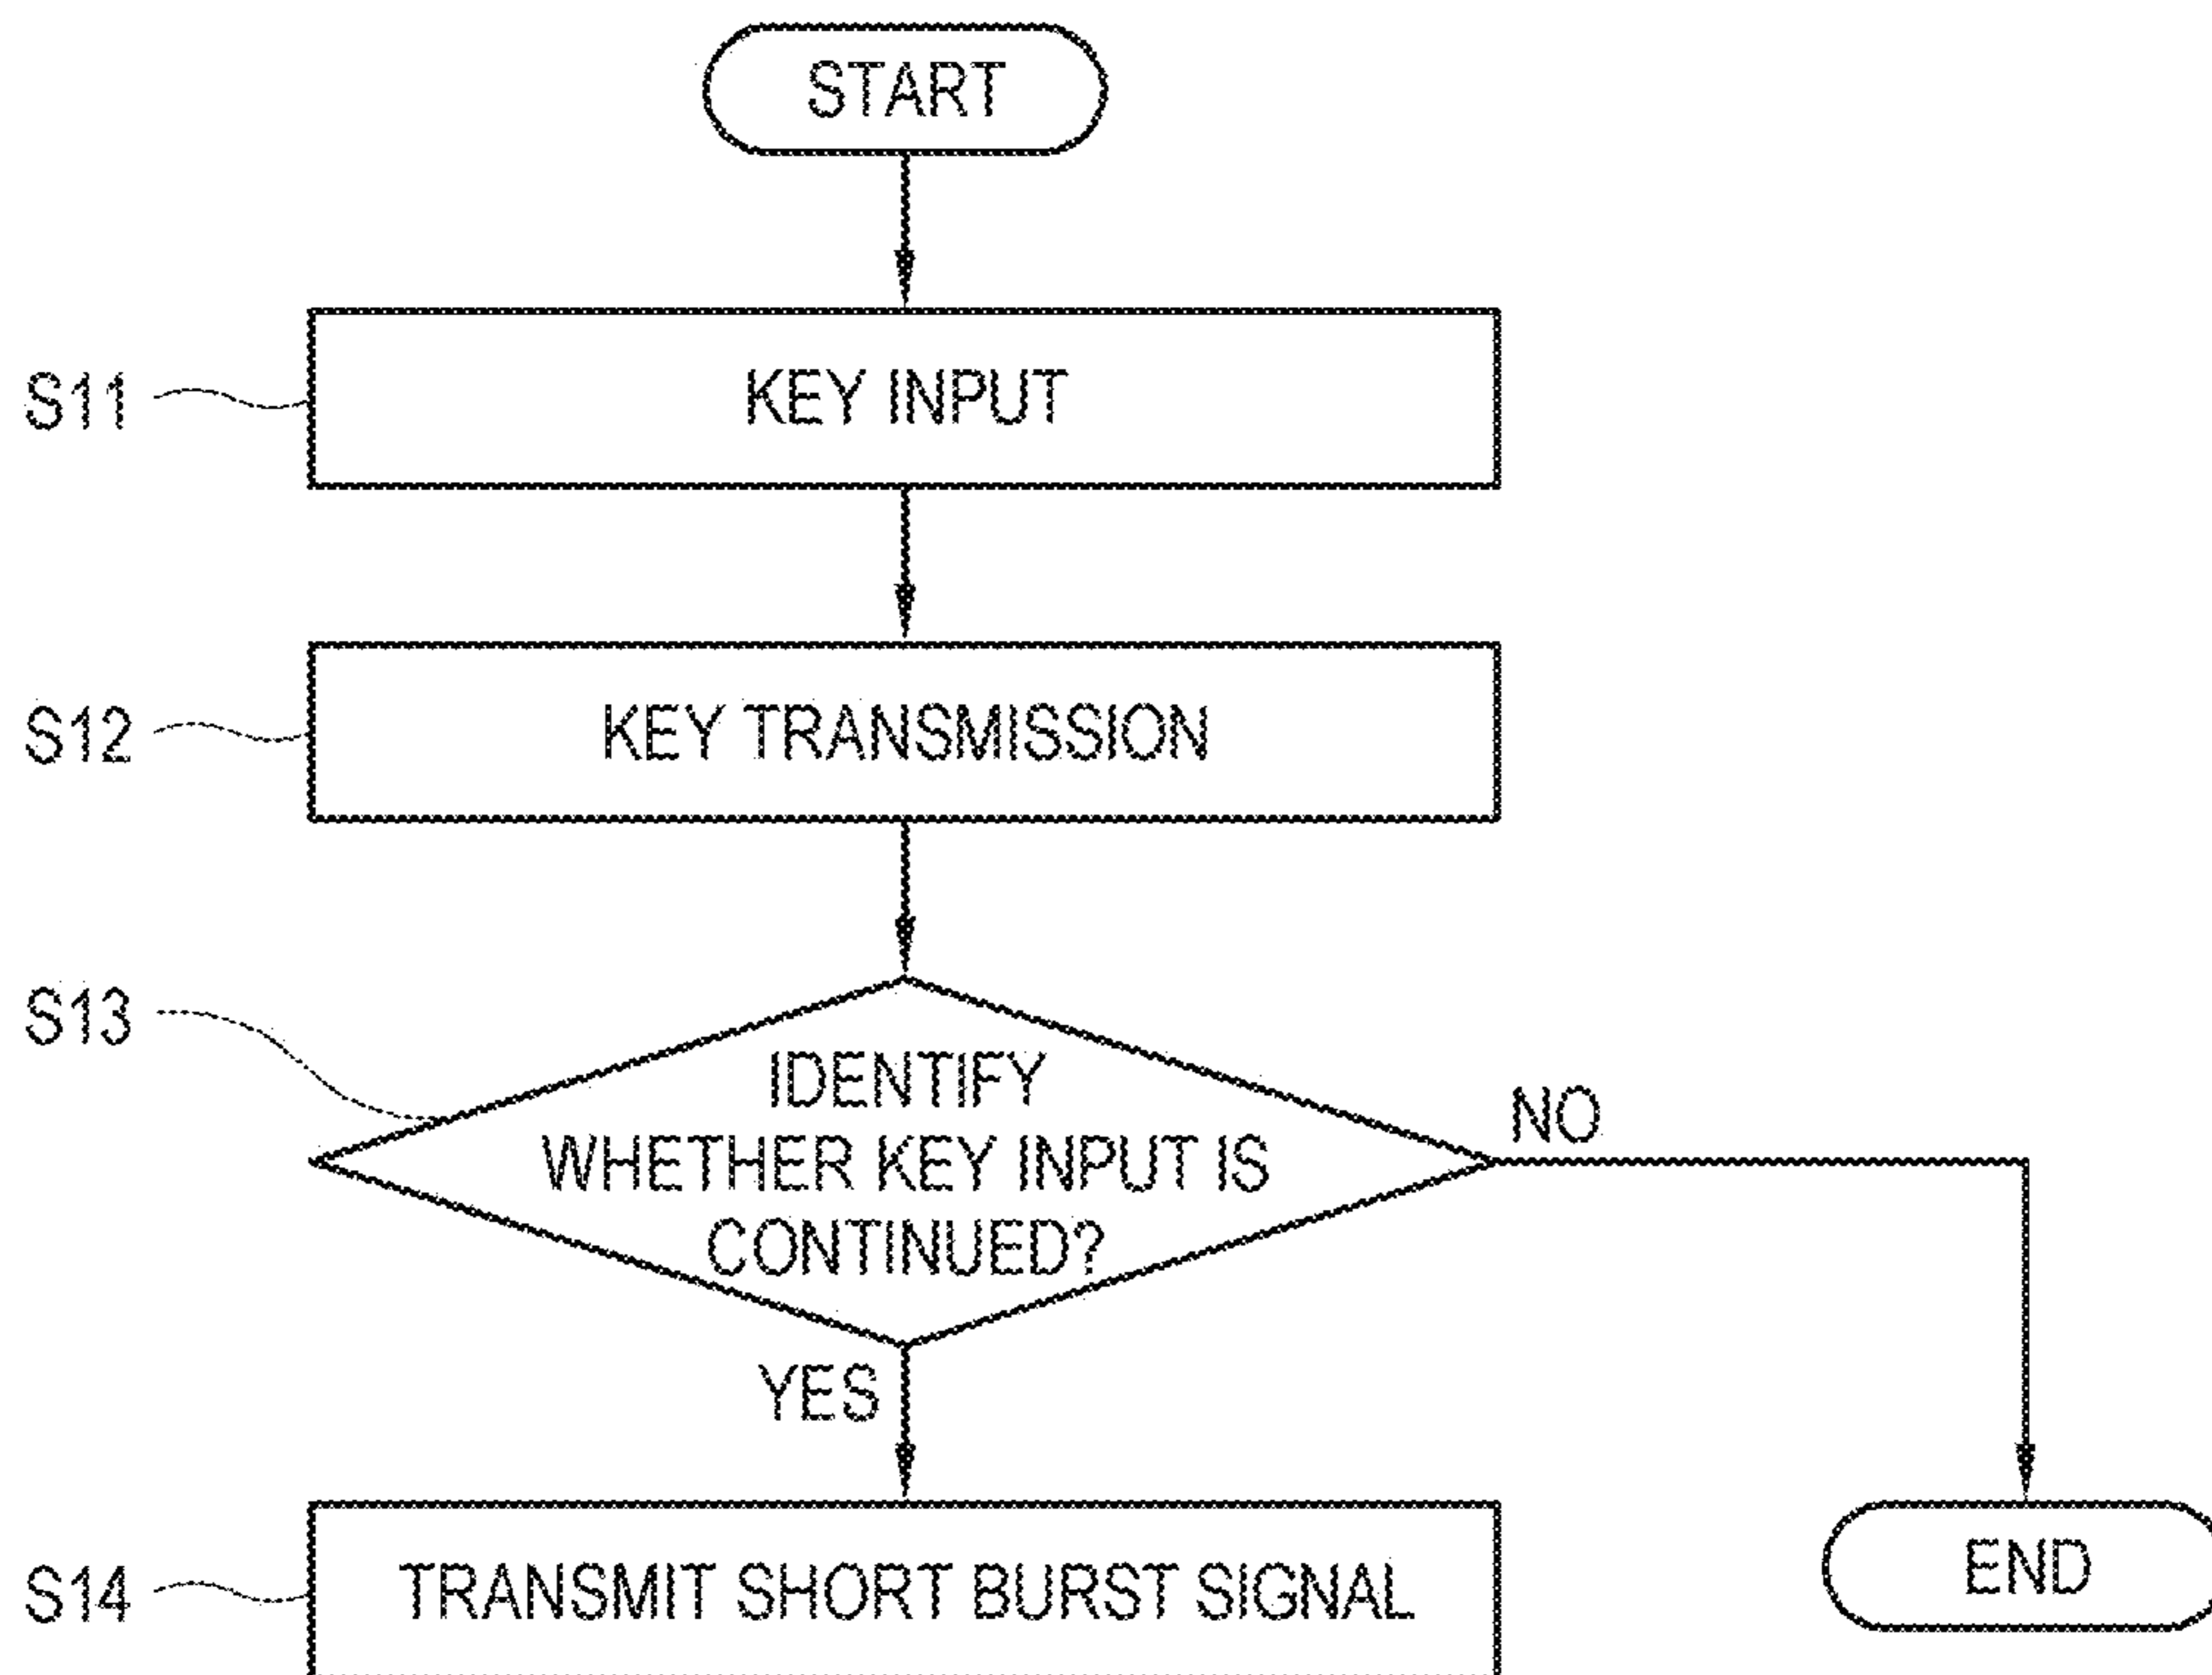 START
S11
KEY INPUT
S12
KEY TRANSMISSION
S13
IDENTIFY
WHETHER KEY INPUT IS
CONTINUED?
NO
YES
S14
TRANSMIT SHORT BURST SIGNAL
END